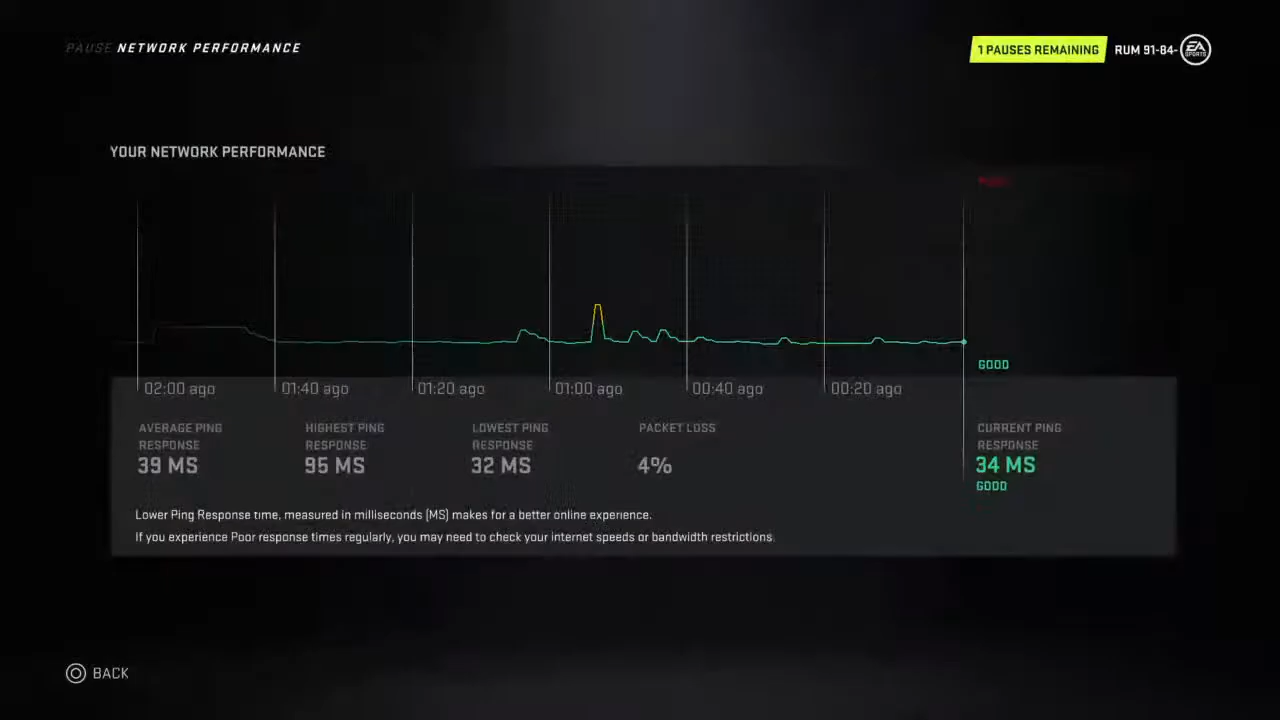 PAUSE NETWORK PERFORMANCE
1 PAUSES REMAINING
RUM 91-84-
EA SPORTS
YOUR NETWORK PERFORMANCE
GOOD
02:00 ago 01:40 ago 01:20 ago 01:00 ago 00:40 ago 00:20 ago
AVERAGE PING RESPONSE
39 MS
HIGHEST PING RESPONSE
95 MS
LOWEST PING RESPONSE
32 MS
PACKET LOSS
4%
CURRENT PING RESPONSE
34 MS
GOOD
Lower Ping Response time, measured in milliseconds (MS) makes for a better online experience.
If you experience Poor response times regularly, you may need to check your internet speeds or bandwidth restrictions.
BACK